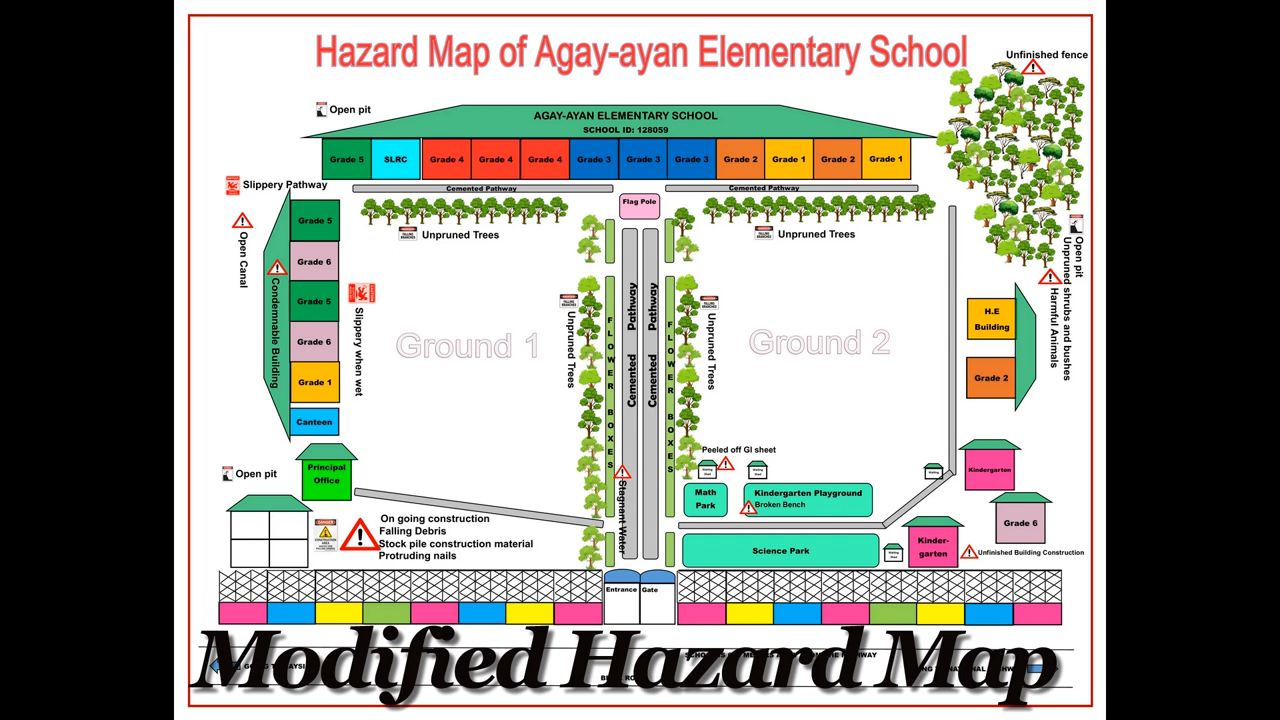 Hazard Map of Agay-ayan Elementary School
Unfinished fence
Open pit
AGAY-AYAN ELEMENTARY SCHOOL
SCHOOL ID: 128059
Grade 5
SLRC
Grade 4
Grade 4
Grade 4
Grade 3
Grade 3
Grade 3
Grade 2
Grade 1
Grade 2
Grade 1
Slippery Pathway
Cemented Pathway
Cemented Pathway
Flag Pole
Unpruned Trees
Unpruned Trees
Open Canal
Condemnable Building
Grade 5
Grade 6
Grade 5
Grade 6
Grade 1
Canteen
Slippery when wet
Ground 1
Unpruned Trees
FLOWER BOXES
Cemented Pathway
Cemented Pathway
FLOWER BOXES
Unpruned Trees
Ground 2
Open pit
Unpruned shrubs and bushes
Harmful Animals
H.E
Building
Grade 2
Peeled off GI sheet
Open pit
Principal
Office
Stagnant Water
Math
Park
Kindergarten Playground
Broken Bench
Kindergarten
Grade 6
On going construction
Falling Debris
Stock pile construction material
Protruding nails
Science Park
Kinder-
garten
Unfinished Building Construction
Entrance
Gate
Modified Hazard Map